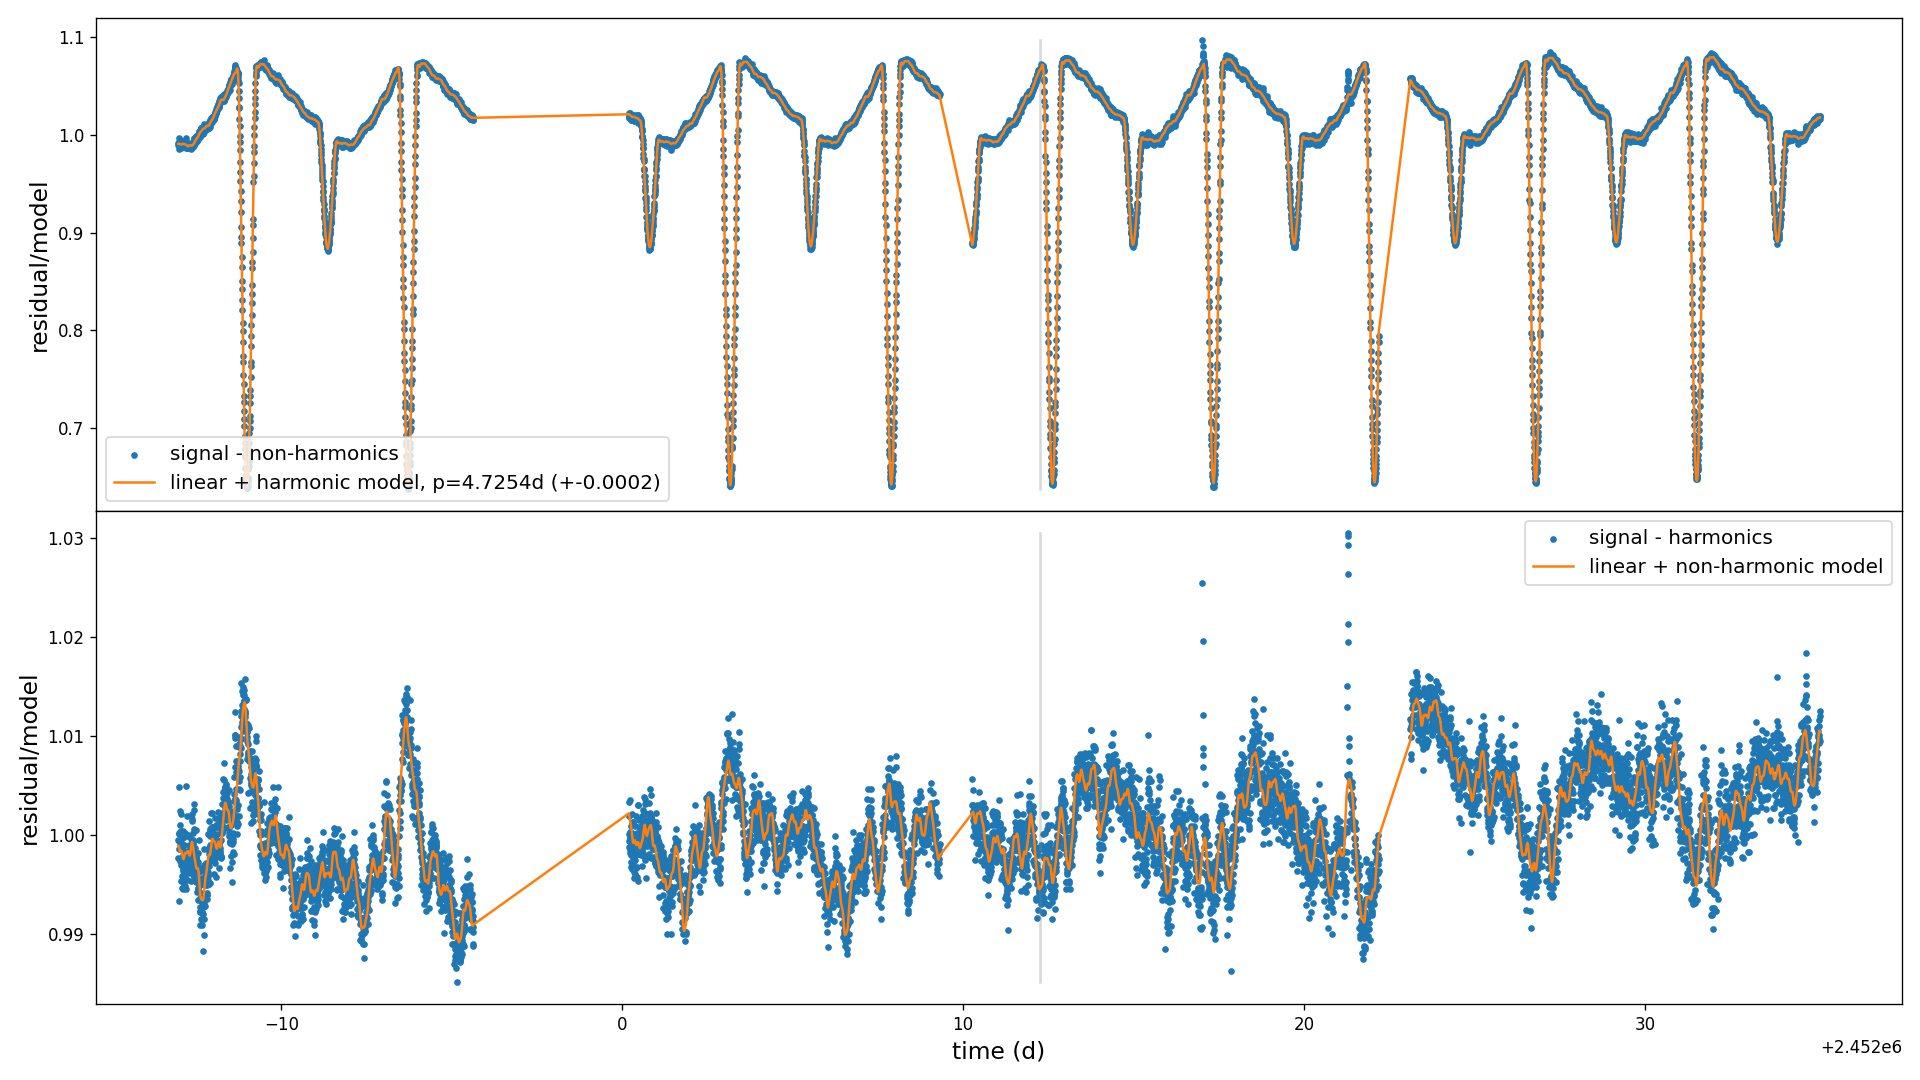 1.1
1.0
0.9
0.8
0.7
residual/model
signal - non-harmonics
linear + harmonic model, p=4.7254d (+-0.0002)
1.03
1.02
1.01
1.00
0.99
residual/model
signal - harmonics
linear + non-harmonic model
−10
0
10
20
30
time (d)
+2.452e6